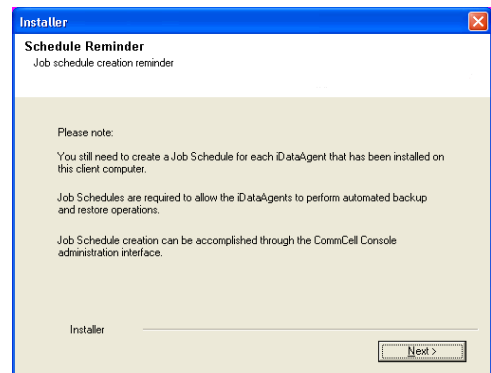 Installer
Schedule Reminder
Job schedule creation reminder
Please note:
You still need to create a Job Schedule for each iDataAgent that has been installed on
this client computer.
Job Schedules are required to allow the iDataAgents to perform automated backup
and restore operations.
Job Schedule creation can be accomplished through the CommCell Console
administration interface.
Installer
Next >